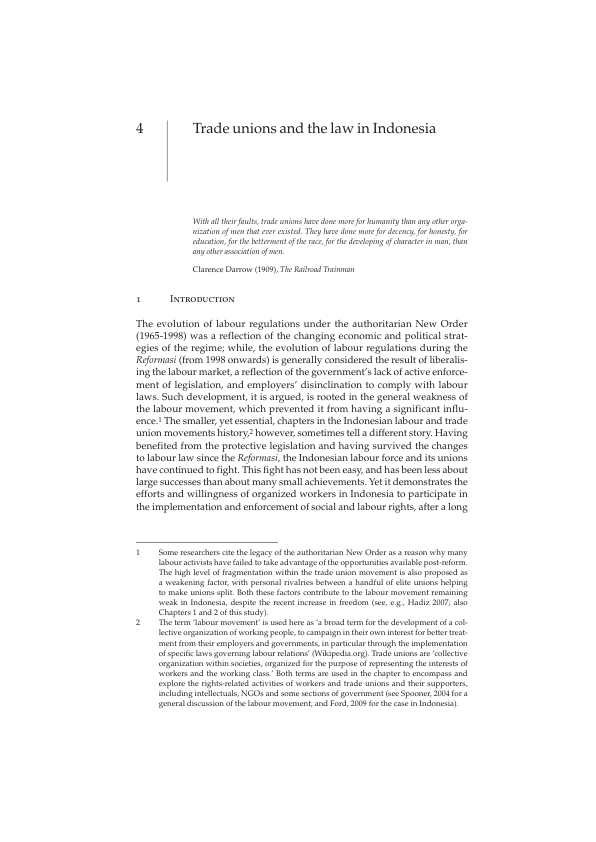 4 Trade unions and the law in Indonesia
With all their faults, trade unions have done more for humanity than any other orga-
nization of men that ever existed. They have done more for decency, for honesty, for
education, for the betterment of the race, for the developing of character in man, than
any other association of men.
Clarence Darrow (1909), The Railroad Trainman
1 Introduction
The evolution of labour regulations under the authoritarian New Order
(1965-1998) was a reflection of the changing economic and political strat-
egies of the regime; while, the evolution of labour regulations during the
Reformasi (from 1998 onwards) is generally considered the result of liberalis-
ing the labour market, a reflection of the government's lack of active enforce-
ment of legislation, and employers' disinclination to comply with labour
laws. Such development, it is argued, is rooted in the general weakness of
the labour movement, which prevented it from having a significant influ-
ence.1 The smaller, yet essential, chapters in the Indonesian labour and trade
union movements history,2 however, sometimes tell a different story. Having
benefited from the protective legislation and having survived the changes
to labour law since the Reformasi, the Indonesian labour force and its unions
have continued to fight. This fight has not been easy, and has been less about
large successes than about many small achievements. Yet it demonstrates the
efforts and willingness of organized workers in Indonesia to participate in
the implementation and enforcement of social and labour rights, after a long
1 Some researchers cite the legacy of the authoritarian New Order as a reason why many
labour activists have failed to take advantage of the opportunities available post-reform.
The high level of fragmentation within the trade union movement is also proposed as
a weakening factor, with personal rivalries between a handful of elite unions helping
to make unions split. Both these factors contribute to the labour movement remaining
weak in Indonesia, despite the recent increase in freedom (see, e.g., Hadiz 2007; also
Chapters 1 and 2 of this study).
2 The term 'labour movement' is used here as 'a broad term for the development of a col-
lective organization of working people, to campaign in their own interest for better treat-
ment from their employers and governments, in particular through the implementation
of specific laws governing labour relations' (Wikipedia.org). Trade unions are 'collective
organization within societies, organized for the purpose of representing the interests of
workers and the working class.' Both terms are used in the chapter to encompass and
explore the rights-related activities of workers and trade unions and their supporters,
including intellectuals, NGOs and some sections of government (see Spooner, 2004 for a
general discussion of the labour movement; and Ford, 2009 for the case in Indonesia).